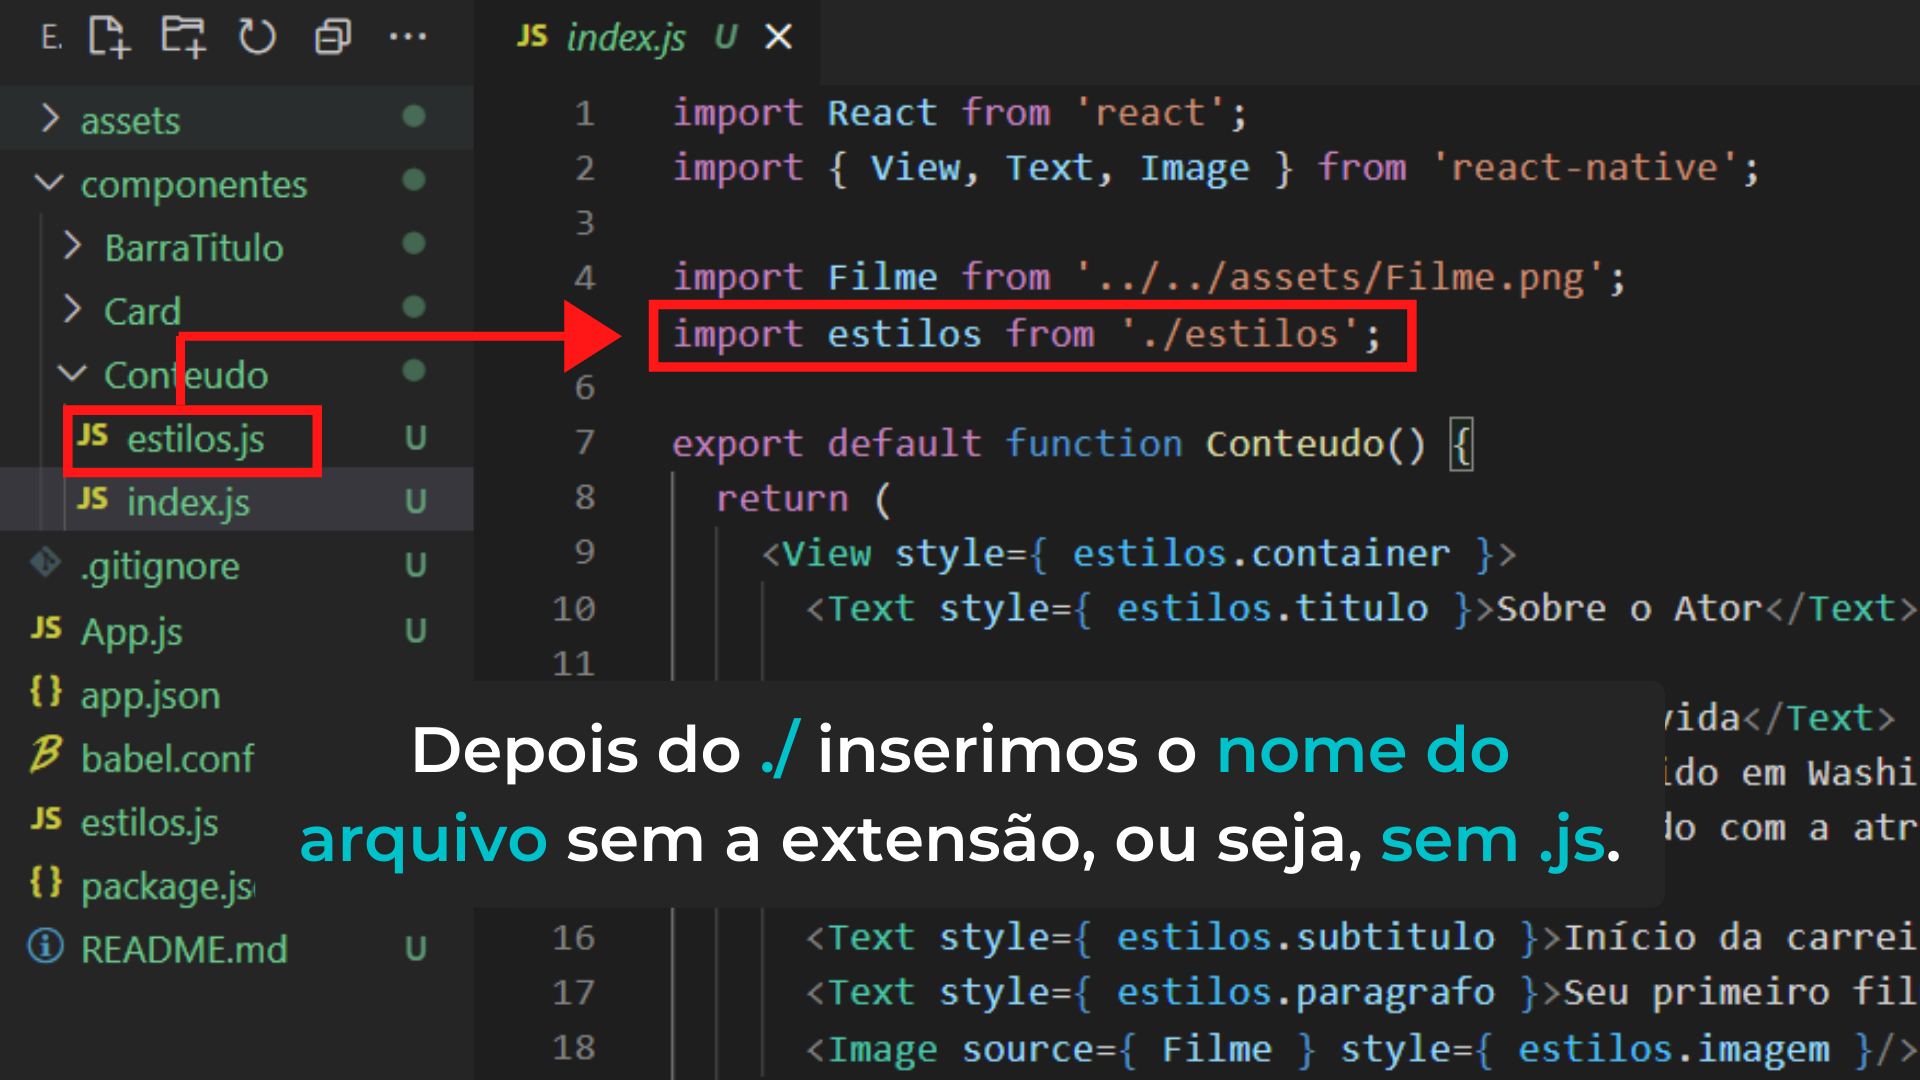 E.
JS index.js U
assets
componentes
BarraTitulo
Card
Conteudo
JS estilos.js U
JS index.js U
.gitignore U
JS App.js U
{} app.json
babel.conf
JS estilos.js
{} package.js
README.md U
1 import React from 'react';
2 import { View, Text, Image } from 'react-native';
3
4 import Filme from '../../assets/Filme.png';
import estilos from './estilos';
6
7 export default function Conteudo() {
8 return (
9 <View style={ estilos.container }>
10 <Text style={ estilos.titulo }>Sobre o Ator</Text>
11
vida</Text>
ido em Washi
do com a atr
Depois do ./ inserimos o nome do
arquivo sem a extensão, ou seja, sem .js.
16 <Text style={ estilos.subtitulo }>Início da carrei
17 <Text style={ estilos.paragrafo }>Seu primeiro fil
18 <Image source={ Filme } style={ estilos.imagem }/>